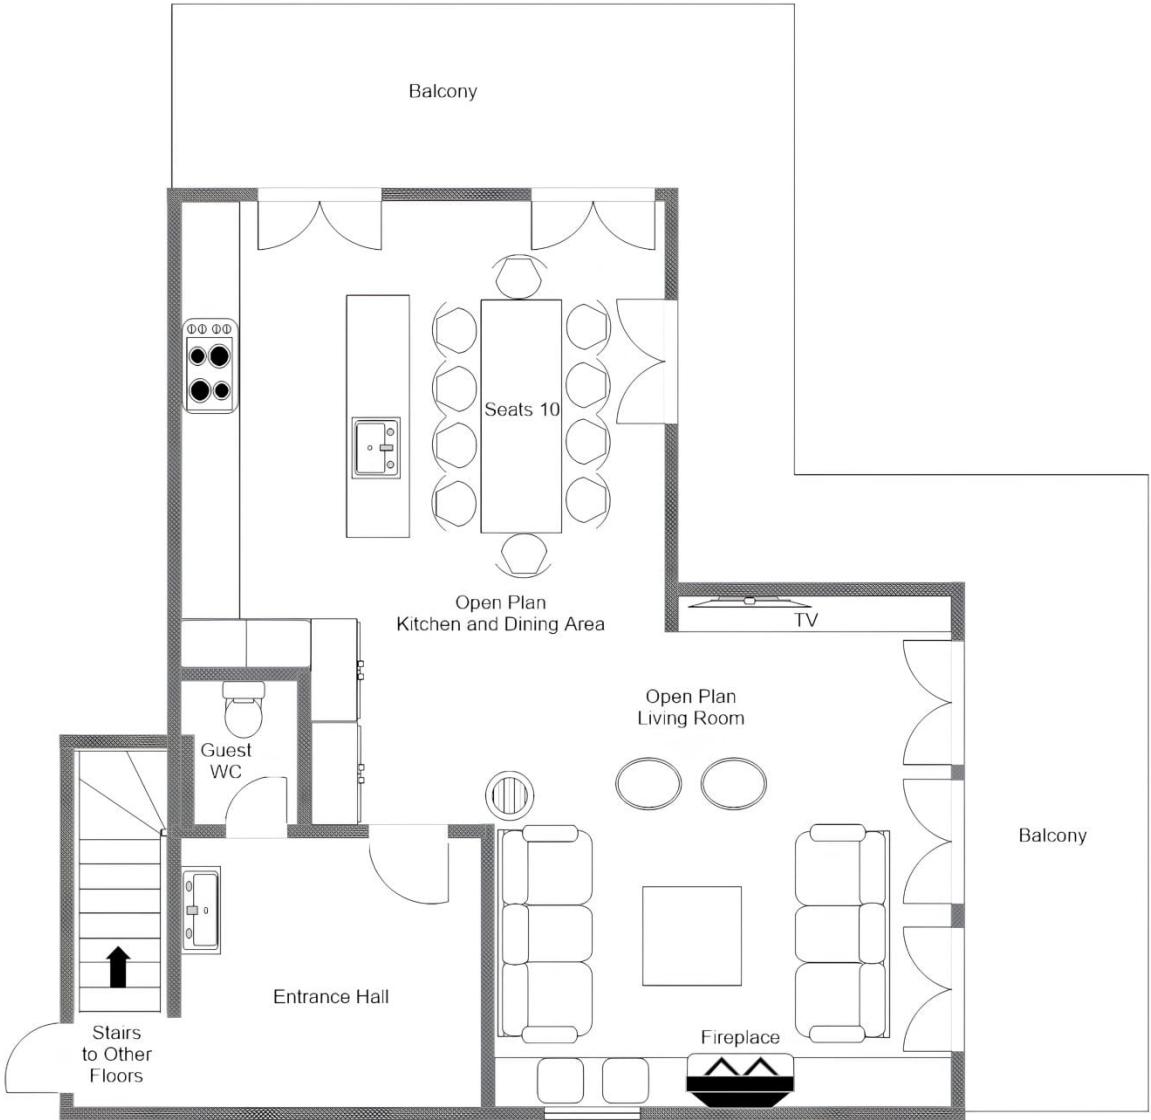 Balcony
Seats 10
Open Plan
Kitchen and Dining Area
TV
Open Plan
Living Room
Guest
WC
Balcony
Entrance Hall
Stairs
to Other
Floors
Fireplace